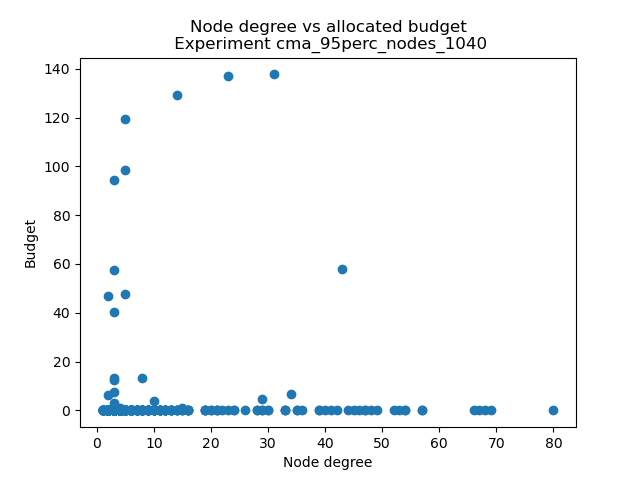 Node degree vs allocated budget
Experiment cma_95perc_nodes_1040
140
120
100
80
60
40
20
0
Budget
0 10 20 30 40 50 60 70 80
Node degree